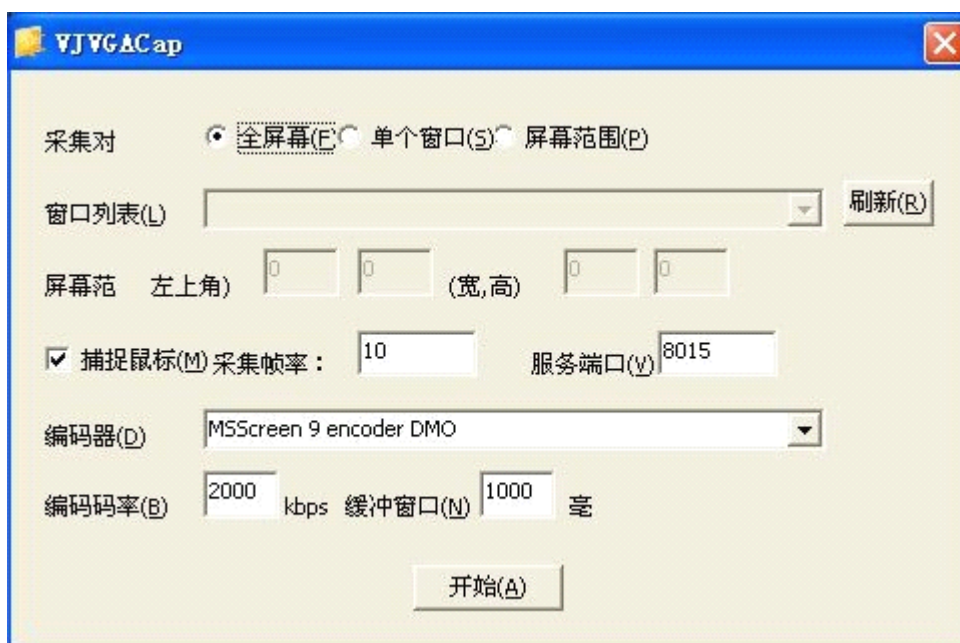 VJVGACap
采集对 全屏幕(F) 单个窗口(S) 屏幕范围(P)
窗口列表(L) 刷新(R)
屏幕范 左上角) 0 0 (宽,高) 0 0
捕捉鼠标(M) 采集帧率： 10 服务端口(V) 8015
编码器(D) MSScreen 9 encoder DMO
编码码率(B) 2000 kbps 缓冲窗口(N) 1000 毫
开始(A)